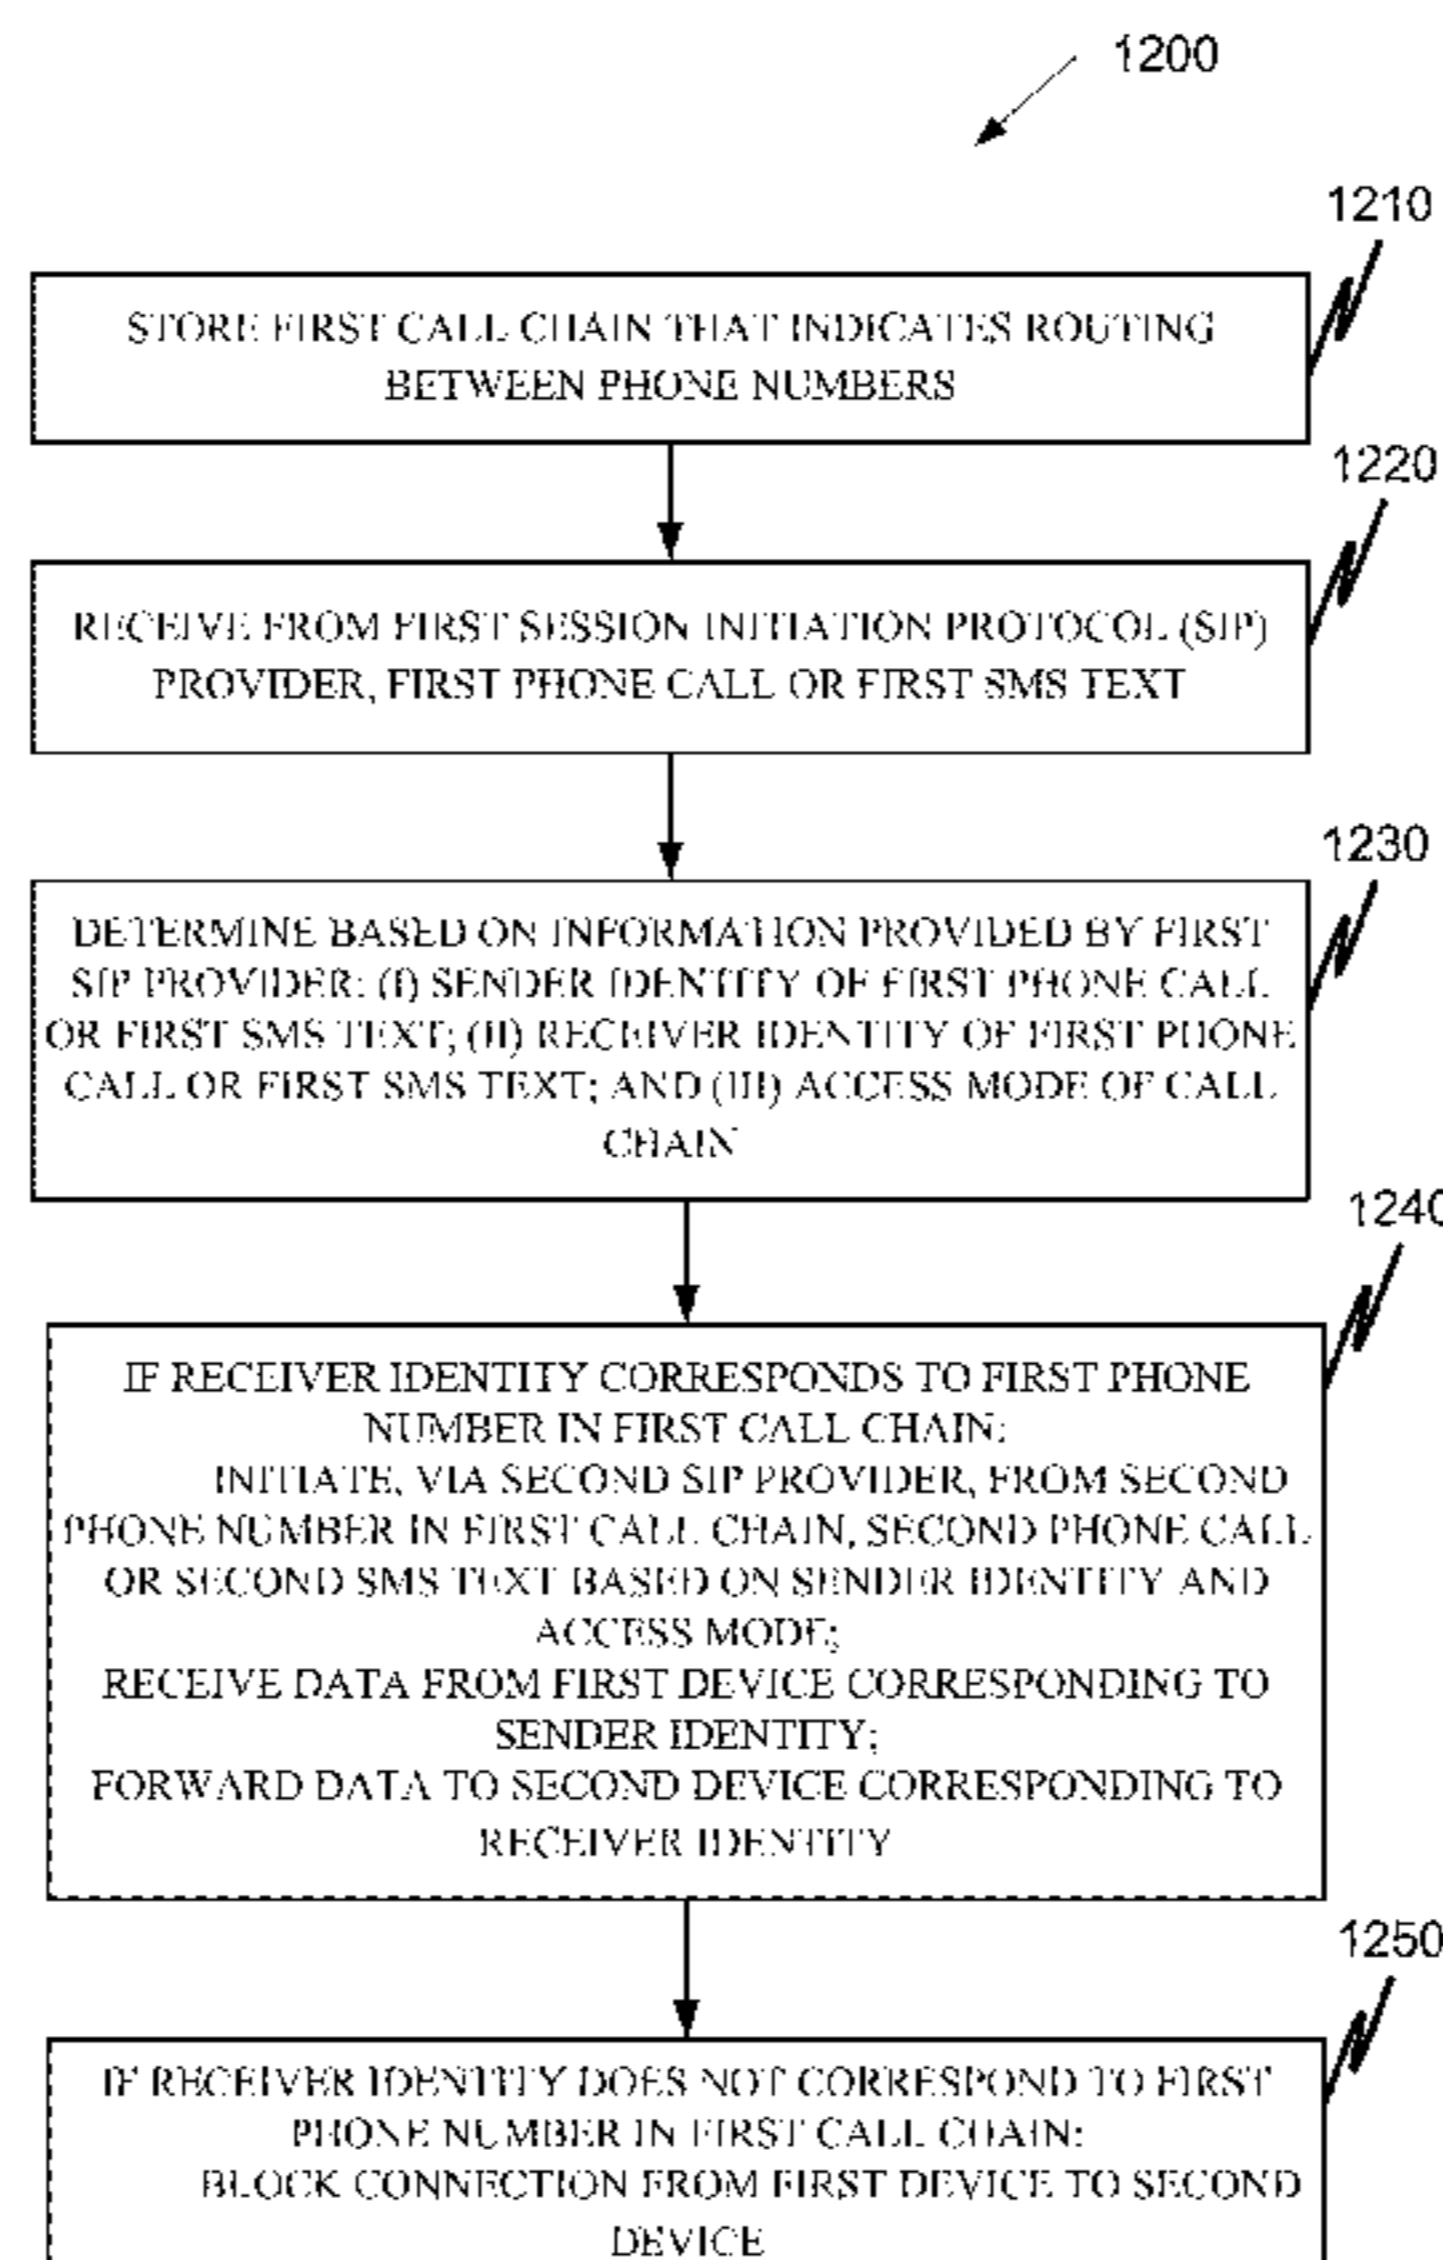 1200
1210
STORE FIRST CALL CHAIN THAT INDICATES ROUTING
BETWEEN PHONE NUMBERS
1220
RECEIVE FROM FIRST SESSION INITIATION PROTOCOL (SIP)
PROVIDER, FIRST PHONE CALL OR FIRST SMS TEXT
1230
DETERMINE BASED ON INFORMATION PROVIDED BY FIRST
SIP PROVIDER: (I) SENDER IDENTITY OF FIRST PHONE CALL
OR FIRST SMS TEXT; (II) RECEIVER IDENTITY OF FIRST PHONE
CALL OR FIRST SMS TEXT; AND (III) ACCESS MODE OF CALL
CHAIN
1240
IF RECEIVER IDENTITY CORRESPONDS TO FIRST PHONE
NUMBER IN FIRST CALL CHAIN:
INITIATE, VIA SECOND SIP PROVIDER, FROM SECOND
PHONE NUMBER IN FIRST CALL CHAIN, SECOND PHONE CALL
OR SECOND SMS TEXT BASED ON SENDER IDENTITY AND
ACCESS MODE;
RECEIVE DATA FROM FIRST DEVICE CORRESPONDING TO
SENDER IDENTITY;
FORWARD DATA TO SECOND DEVICE CORRESPONDING TO
RECEIVER IDENTITY
1250
IF RECEIVER IDENTITY DOES NOT CORRESPOND TO FIRST
PHONE NUMBER IN FIRST CALL CHAIN:
BLOCK CONNECTION FROM FIRST DEVICE TO SECOND
DEVICE